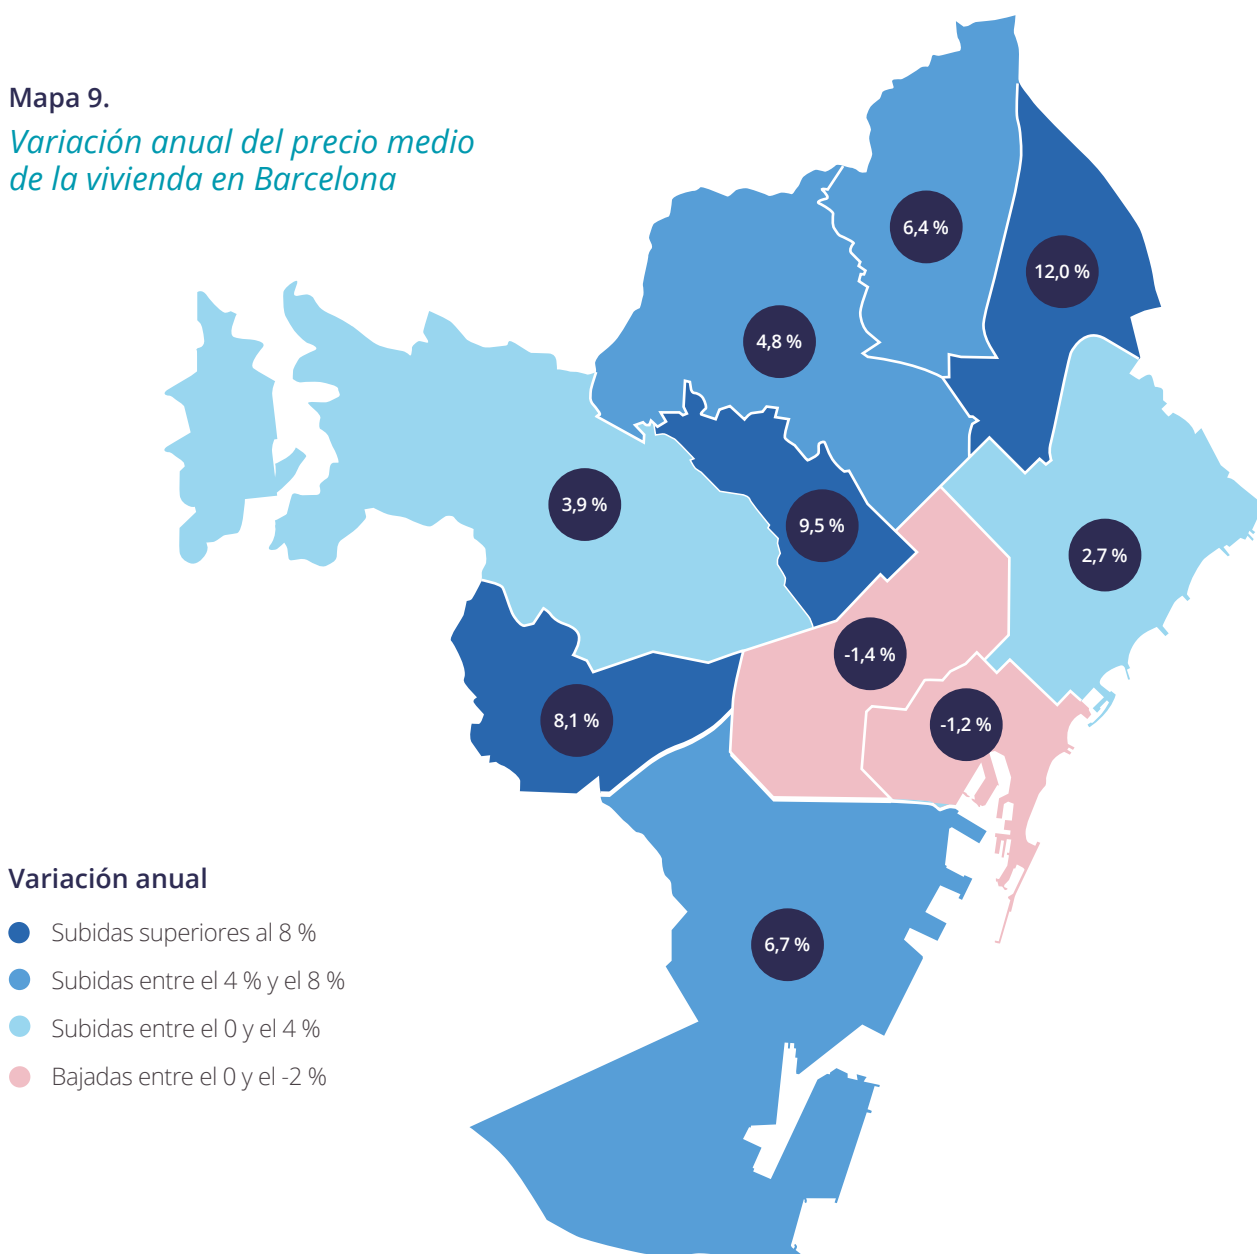 Mapa 9.
Variación anual del precio medio
de la vivienda en Barcelona
6,4 %
12,0 %
4,8 %
3,9 %
9,5 %
2,7 %
-1,4 %
8,1 %
-1,2 %
6,7 %
Variación anual
Subidas superiores al 8 %
Subidas entre el 4 % y el 8 %
Subidas entre el 0 y el 4 %
Bajadas entre el 0 y el -2 %